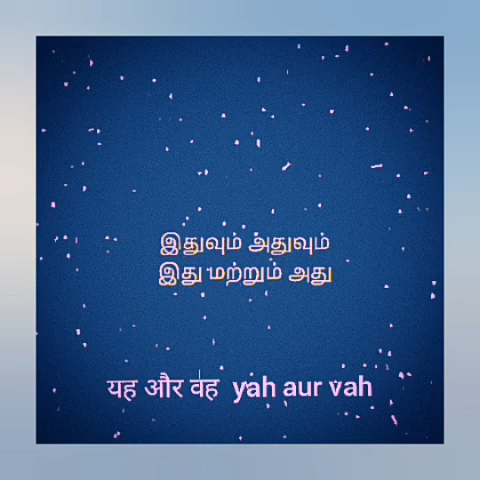 இதுவும் அதுவும்
இது மற்றும் அது
यह और वह yah aur vah